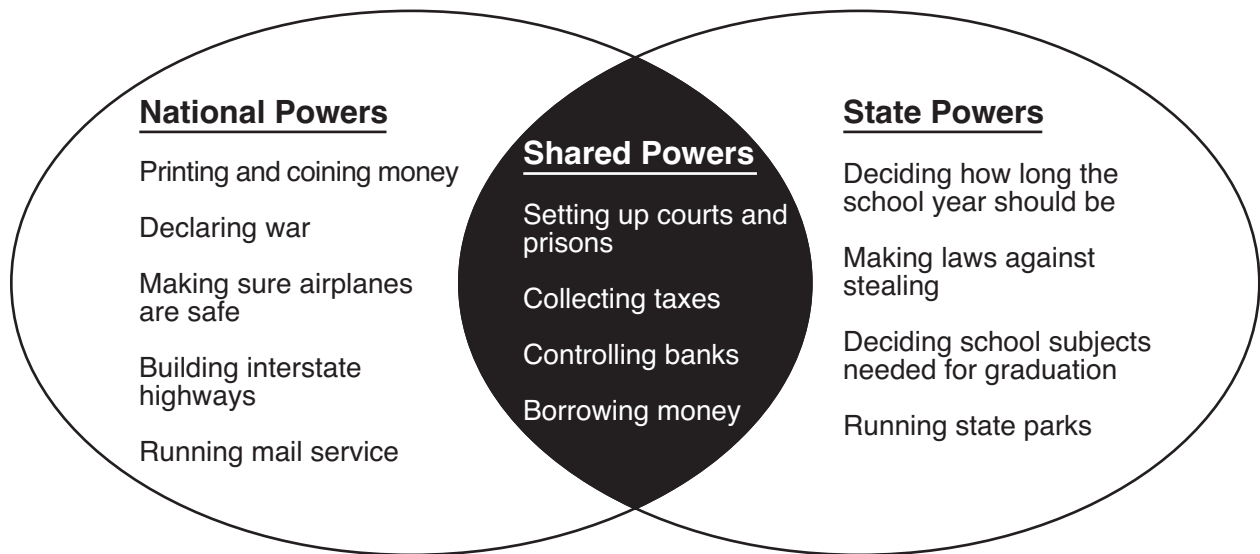 National Powers
Printing and coining money
Declaring war
Making sure airplanes
are safe
Building interstate
highways
Running mail service
Shared Powers
Setting up courts and
prisons
Collecting taxes
Controlling banks
Borrowing money
State Powers
Deciding how long the
school year should be
Making laws against
stealing
Deciding school subjects
needed for graduation
Running state parks